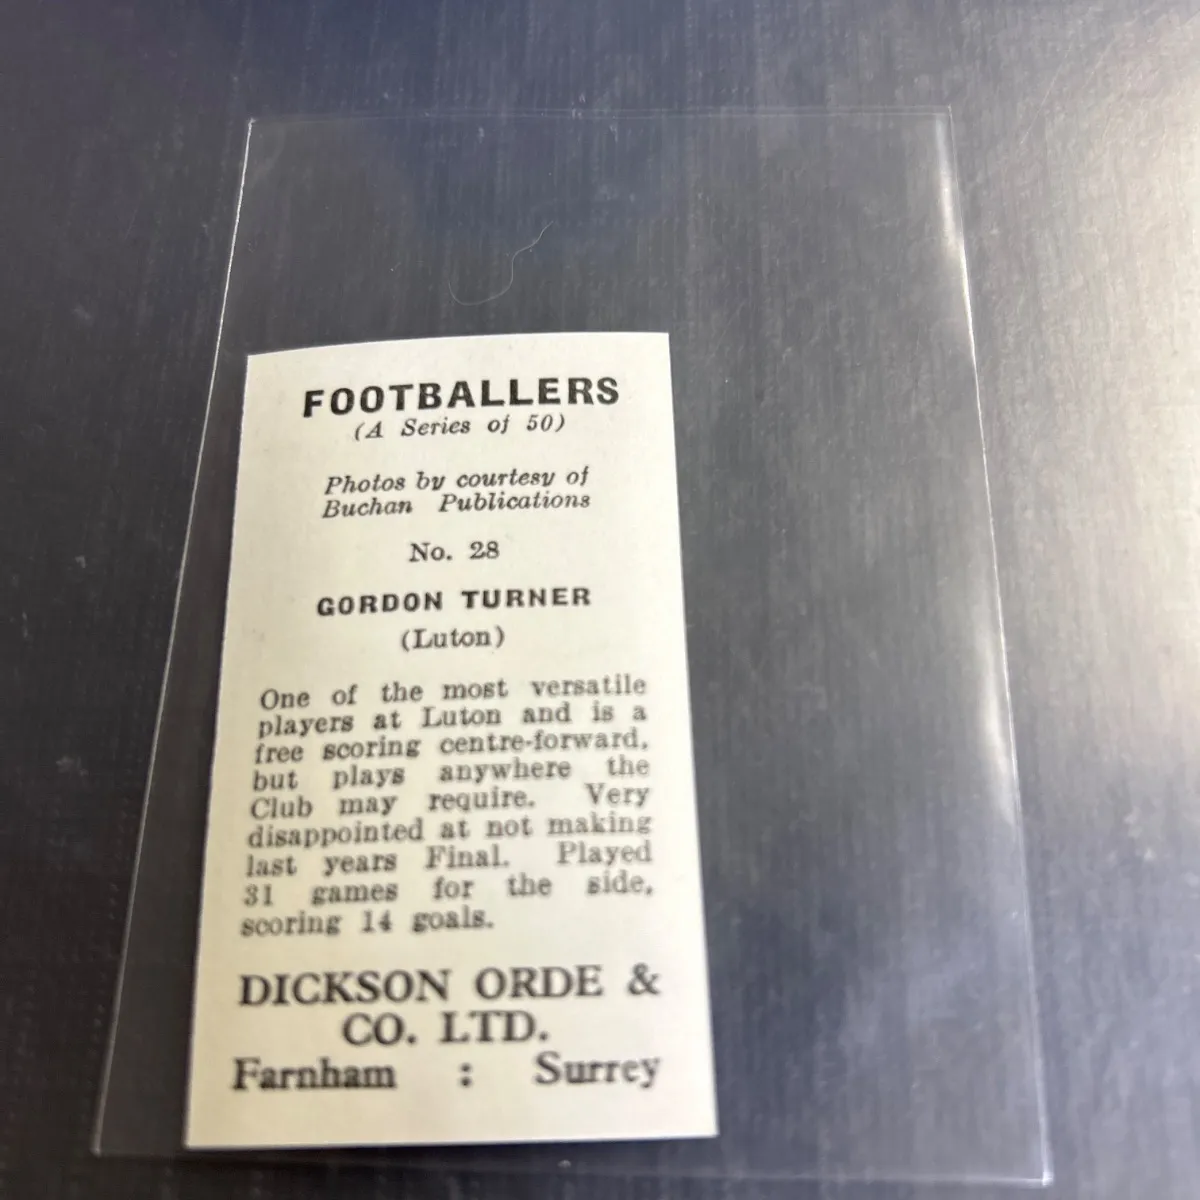 FOOTBALLERS
(A Series of 50)
Photos by courtesy of
Buchan Publications
No. 28
GORDON TURNER
(Luton)
One of the most versatile
players at Luton and is a
free scoring centre-forward,
but plays anywhere the
Club may require. Very
disappointed at not making
last years Final. Played
31 games for the side,
scoring 14 goals.
DICKSON ORDE &
CO. LTD.
Farnham : Surrey